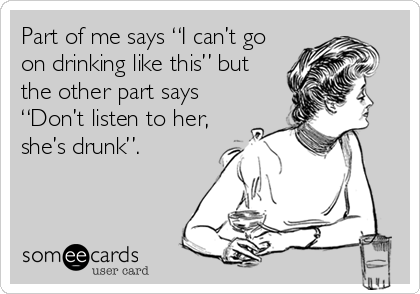 Part of me says “I can’t go
on drinking like this” but
the other part says
“Don’t listen to her,
she’s drunk”.
someecards
user card